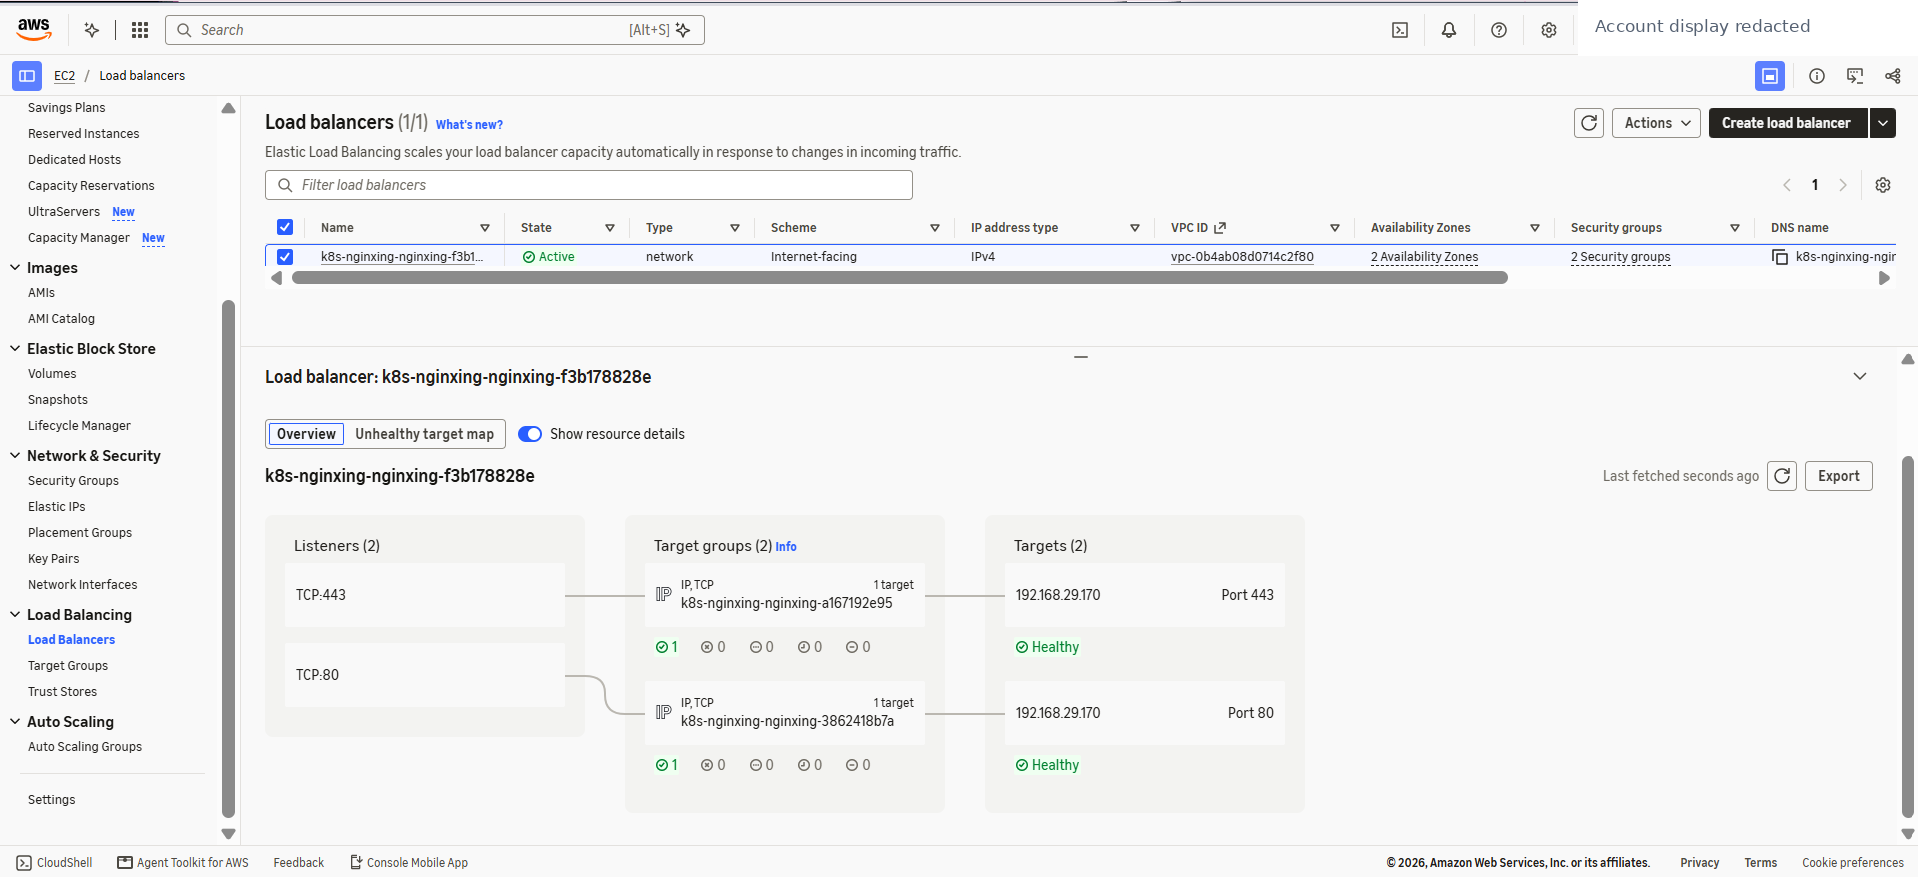 aws
Search [Alt+S]
Account display redacted
EC2 / Load balancers
Savings Plans
Reserved Instances
Dedicated Hosts
Capacity Reservations
UltraServers New
Capacity Manager New
Images
AMIs
AMI Catalog
Elastic Block Store
Volumes
Snapshots
Lifecycle Manager
Network & Security
Security Groups
Elastic IPs
Placement Groups
Key Pairs
Network Interfaces
Load Balancing
Load Balancers
Target Groups
Trust Stores
Auto Scaling
Auto Scaling Groups
Settings
Load balancers (1/1) What's new?
Actions
Create load balancer
Elastic Load Balancing scales your load balancer capacity automatically in response to changes in incoming traffic.
Filter load balancers
1
Name State Type Scheme IP address type VPC ID Availability Zones Security groups DNS name
k8s-nginxing-nginxing-f3b1... Active network Internet-facing IPv4 vpc-0b4ab08d0714c2f80 2 Availability Zones 2 Security groups k8s-nginxing-ngin
Load balancer: k8s-nginxing-nginxing-f3b178828e
Overview Unhealthy target map Show resource details
k8s-nginxing-nginxing-f3b178828e
Last fetched seconds ago Export
Listeners (2)
TCP:443
TCP:80
Target groups (2) Info
IP, TCP 1 target
k8s-nginxing-nginxing-a167192e95
1 0 0 0 0
IP, TCP 1 target
k8s-nginxing-nginxing-3862418b7a
1 0 0 0 0
Targets (2)
192.168.29.170 Port 443
Healthy
192.168.29.170 Port 80
Healthy
CloudShell Agent Toolkit for AWS Feedback Console Mobile App
© 2026, Amazon Web Services, Inc. or its affiliates. Privacy Terms Cookie preferences